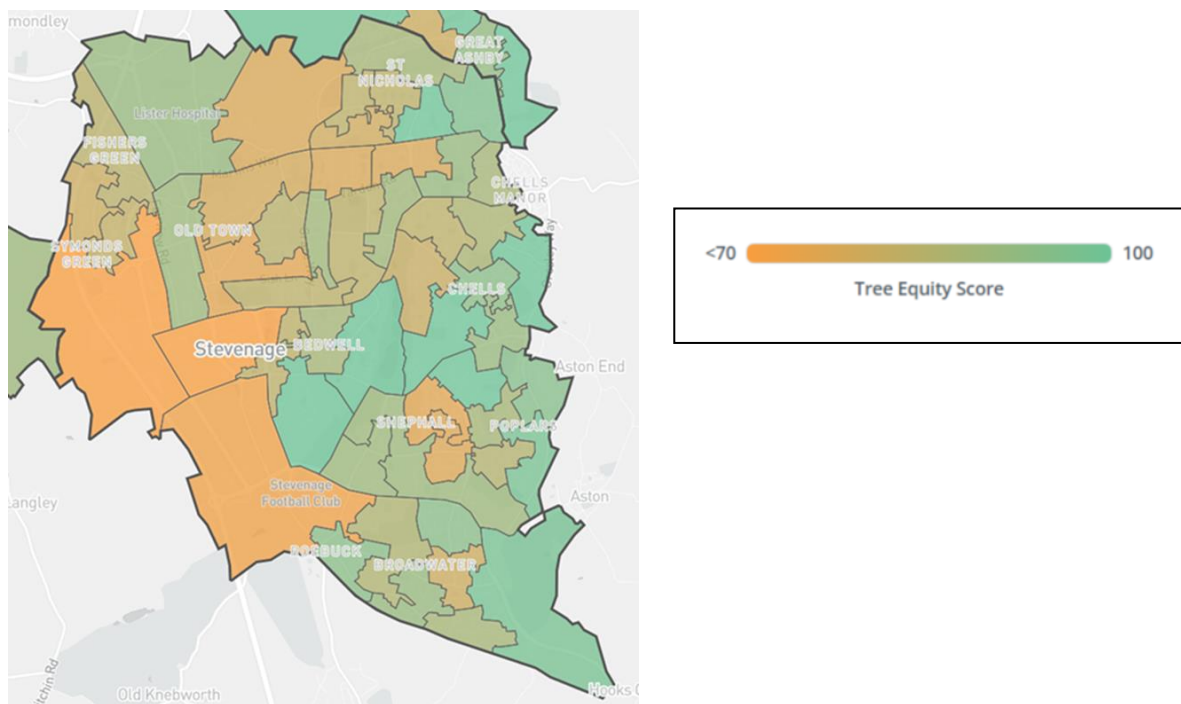 mondley
GREAT
ASHBY
ST
NICHOLAS
Lister Hospital
FISHERS
GREEN
CHELLS
MANOR
OLD TOWN
SYMONDS
GREEN
CHELLS
Stevenage
BEDWELL
Aston End
SHEPHALL
POPLARS
Stevenage
Football Club
Langley
Aston
ROEBUCK
BROADWATER
Old Knebworth
Hooks
<70
100
Tree Equity Score